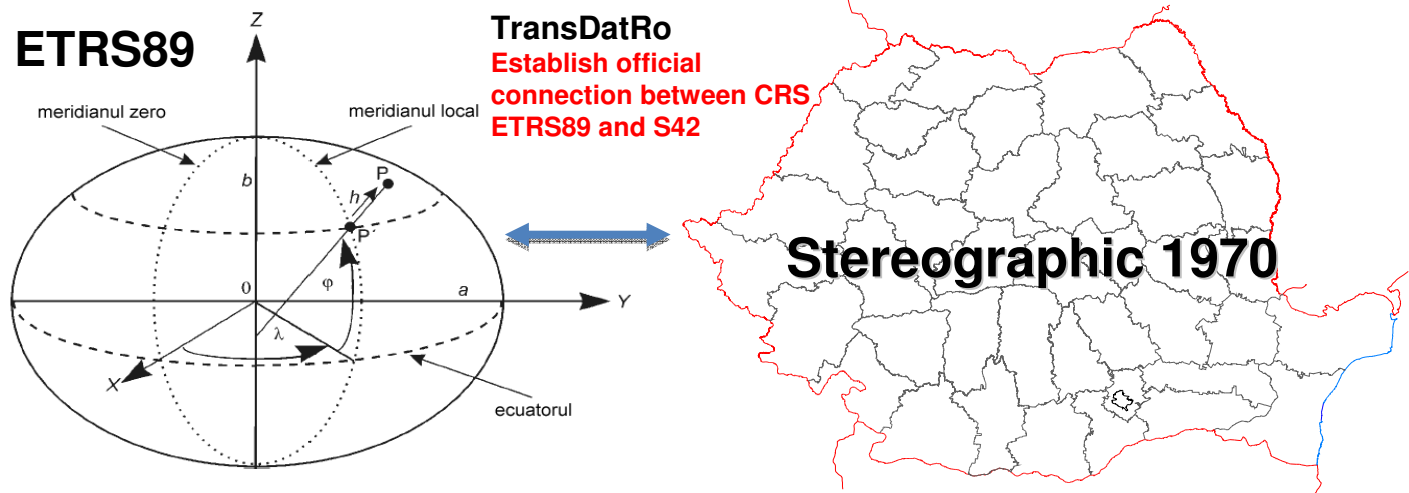 ETRS89
TransDatRo
Establish official
connection between CRS
ETRS89 and S42
Z
meridianul zero
meridianul local
b
P
h
P
0
φ
a
Y
λ
X
ecuatorul
Stereographic 1970